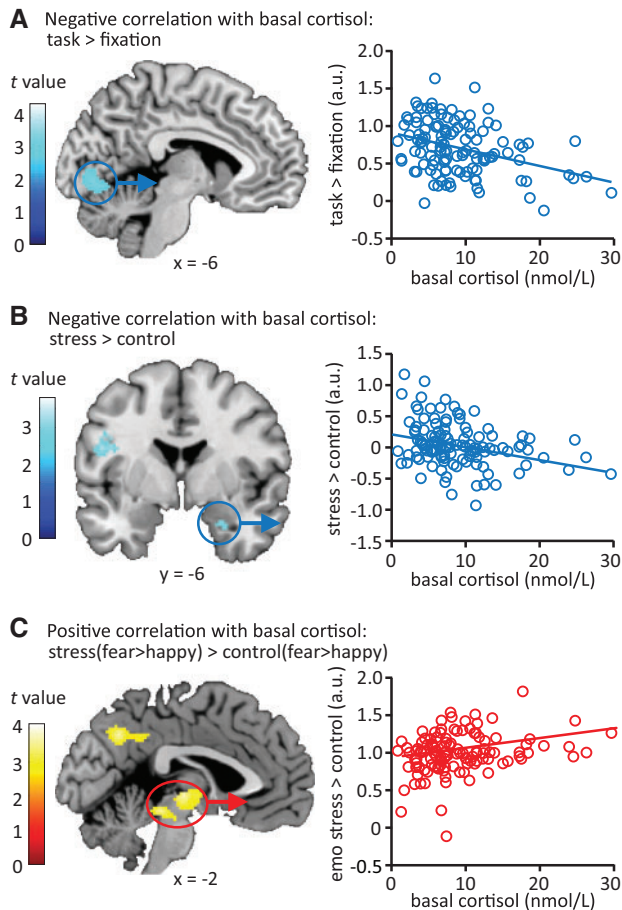 A
Negative correlation with basal cortisol:
task > fixation
t value
4
3
2
1
0
x = -6
task > fixation (a.u.)
2.0
1.5
1.0
0.5
0
-0.5
0
10
20
30
basal cortisol (nmol/L)
B
Negative correlation with basal cortisol:
stress > control
t value
3
2
1
0
y = -6
stress > control (a.u.)
1.5
1.0
0.5
0
-0.5
-1.0
-1.5
0
10
20
30
basal cortisol (nmol/L)
C
Positive correlation with basal cortisol:
stress(fear>happy) > control(fear>happy)
t value
4
3
2
1
0
x = -2
emo stress > control (a.u.)
2.0
1.5
1.0
0.5
0
-0.5
0
10
20
30
basal cortisol (nmol/L)